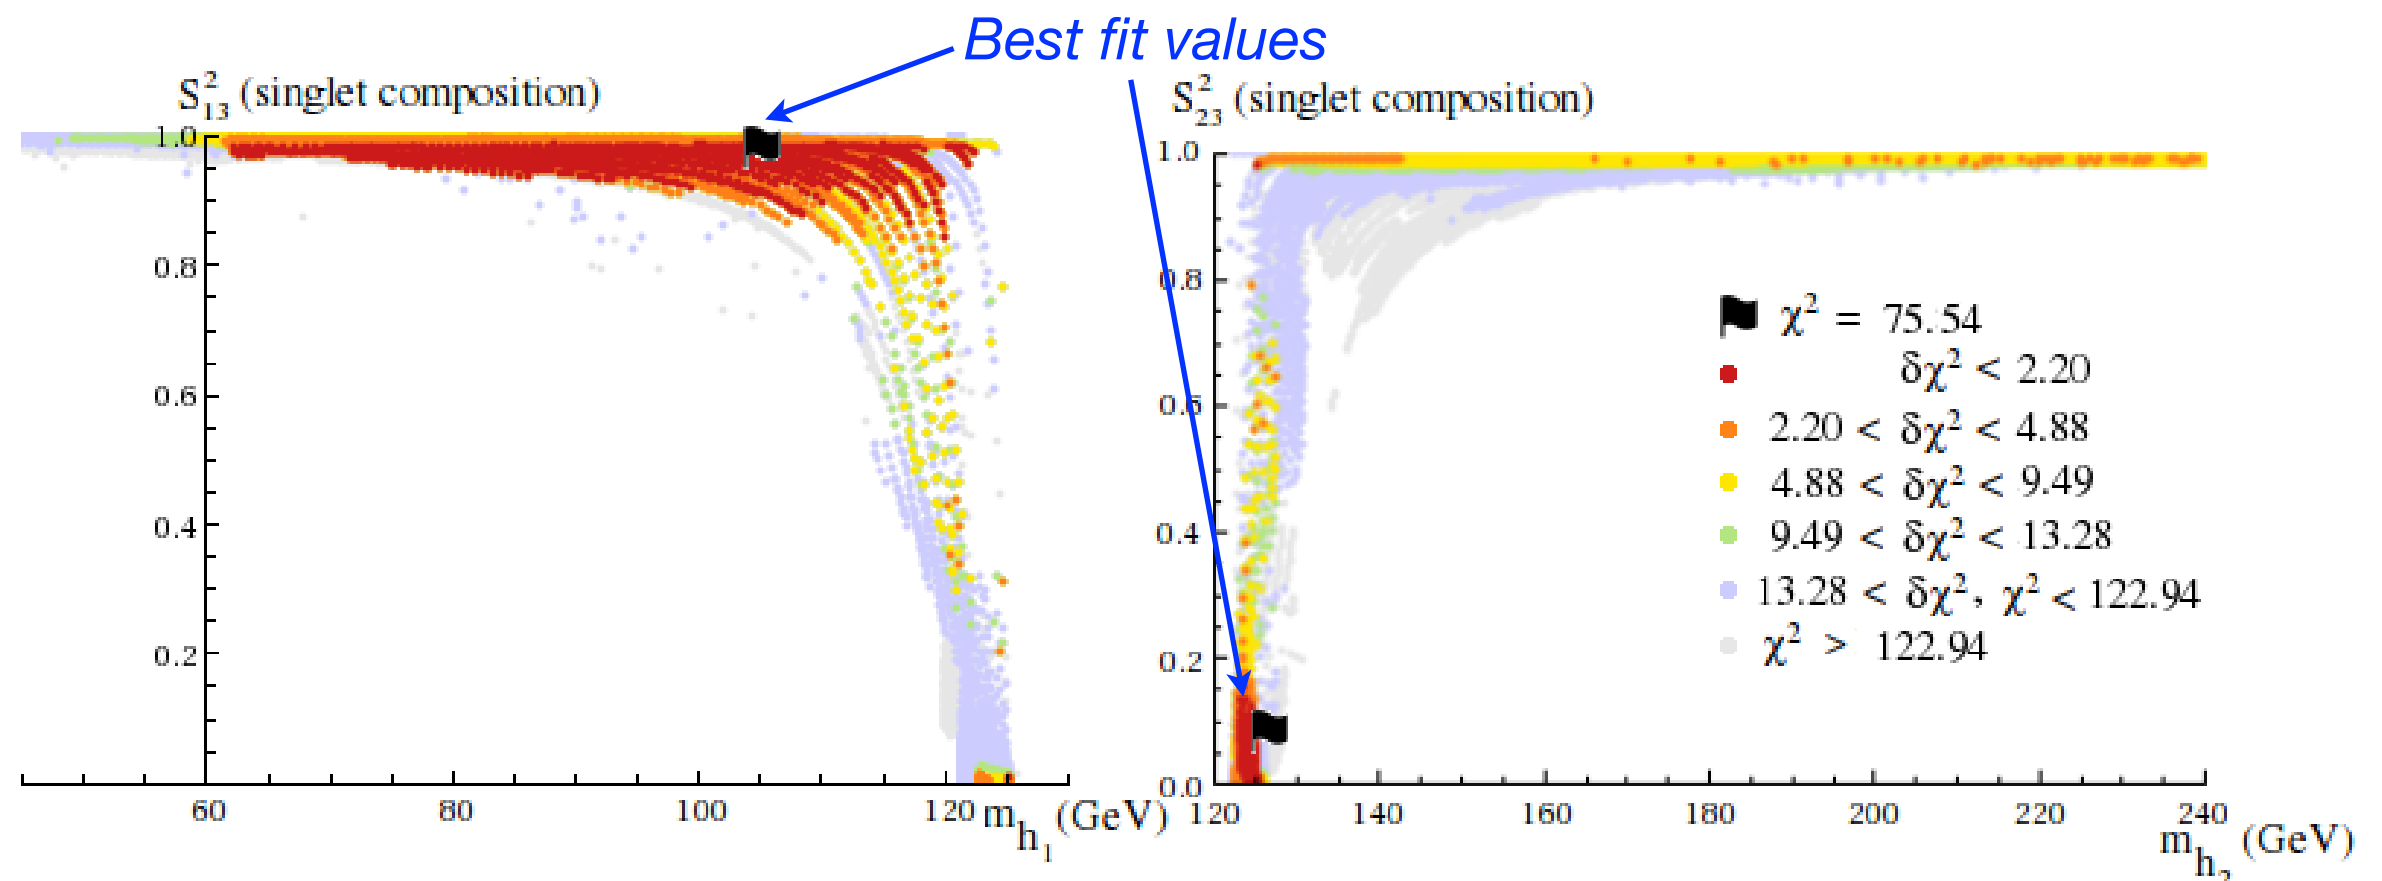 Best fit values
S²₁₃ (singlet composition)
1.0
0.8
0.6
0.4
0.2
60 80 100 120
m_h₁ (GeV)
S²₂₃ (singlet composition)
1.0
0.8
0.6
0.4
0.2
0.0
120 140 160 180 200 220 240
m_h₂ (GeV)
χ² = 75.54
δχ² < 2.20
2.20 < δχ² < 4.88
4.88 < δχ² < 9.49
9.49 < δχ² < 13.28
13.28 < δχ², χ² < 122.94
χ² > 122.94